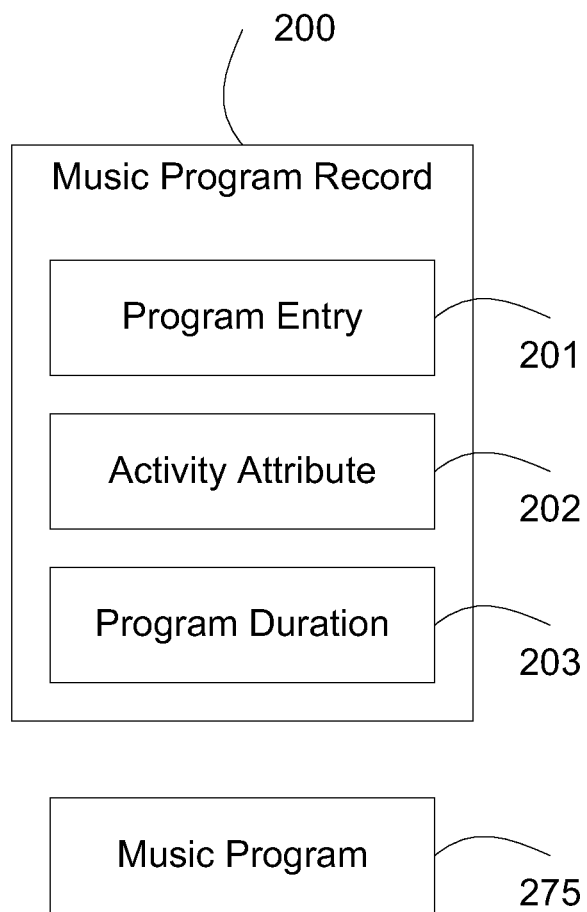 200
Music Program Record
Program Entry
201
Activity Attribute
202
Program Duration
203
Music Program
275